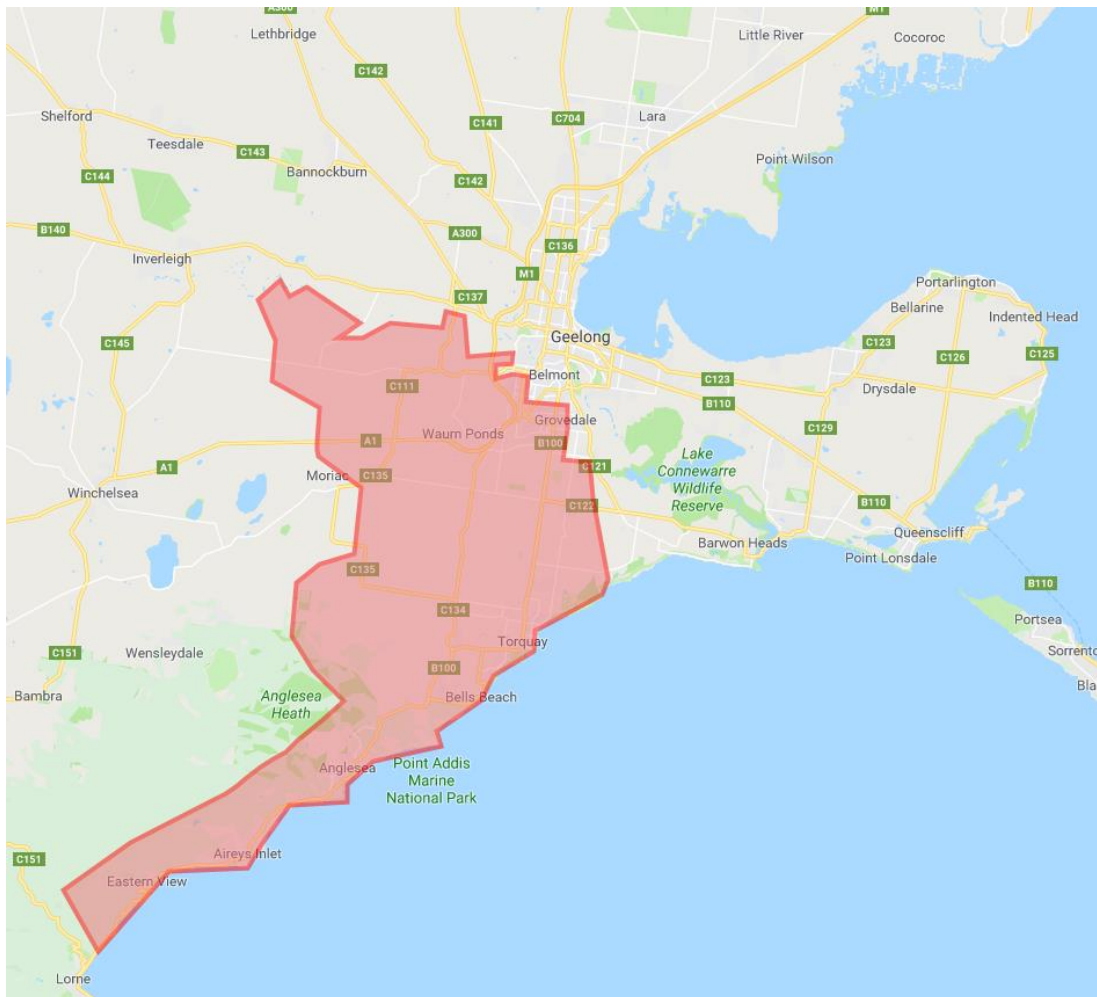 A300
M1
Lethbridge
Little River
Cocoroc
C142
Shelford
C141
C704
Lara
Teesdale
C143
Point Wilson
Bannockburn
C144
C142
B140
A300
C136
Inverleigh
M1
Portarlington
C137
Bellarine
Indented Head
Geelong
C145
C123
C126
C125
Belmont
C123
C111
Drysdale
B110
Grovedale
C129
Waurn Ponds
A1
B100
Lake
Connewarre
Wildlife
Reserve
A1
C121
Moriac
C135
Winchelsea
B110
C122
Queenscliff
Barwon Heads
Point Lonsdale
C135
B110
C134
Portsea
Torquay
C151
Wensleydale
Sorrento
B100
Bla
Bambra
Anglesea
Heath
Bells Beach
Anglesea
Point Addis
Marine
National Park
Aireys Inlet
C151
Eastern View
Lorne